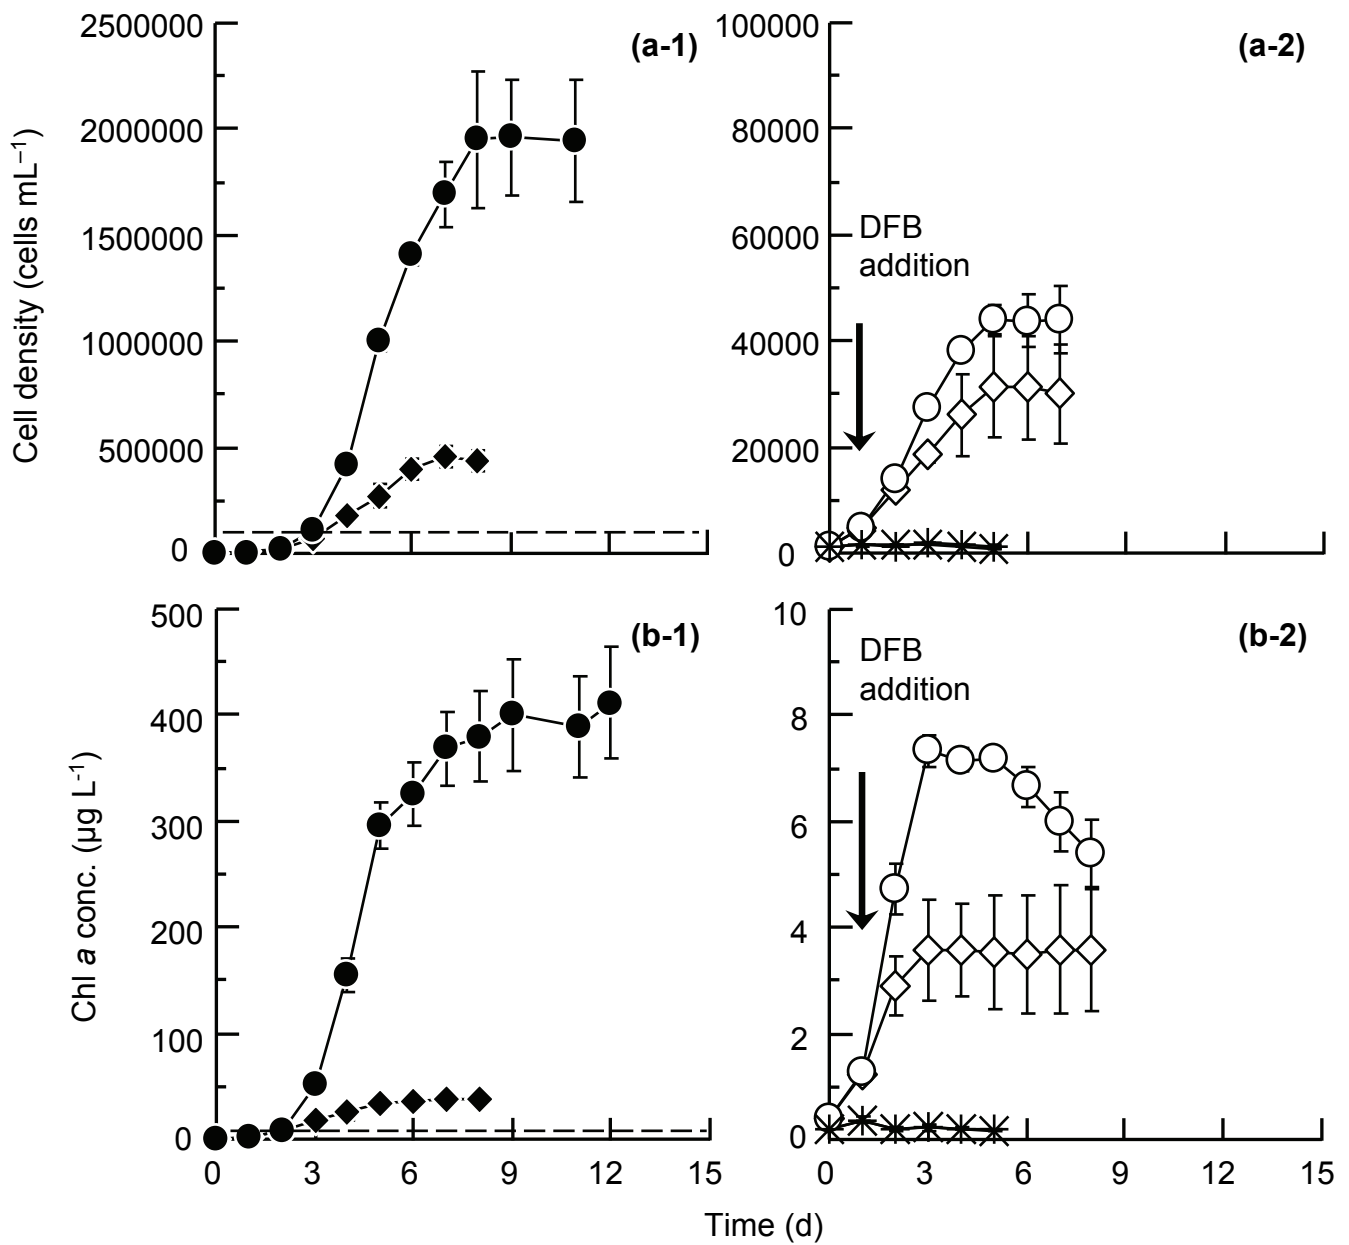 2500000
2000000
1500000
1000000
500000
0
Cell density (cells mL⁻¹)
(a-1)
100000
80000
60000
40000
20000
0
DFB
addition
(a-2)
500
400
300
200
100
0
Chl a conc. (µg L⁻¹)
(b-1)
0 3 6 9 12 15
10
8
6
4
2
0
DFB
addition
(b-2)
0 3 6 9 12 15
Time (d)